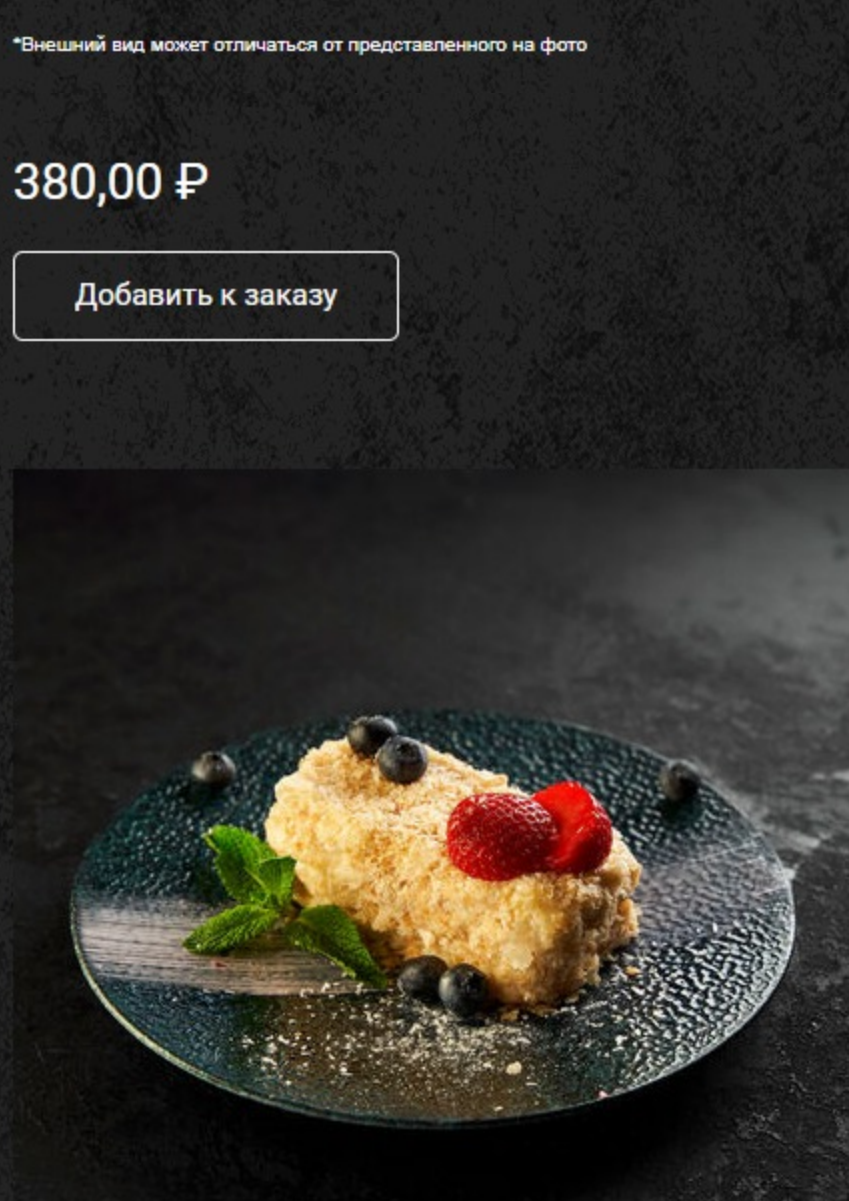 *Внешний вид может отличаться от представленного на фото
380,00 ₽
Добавить к заказу